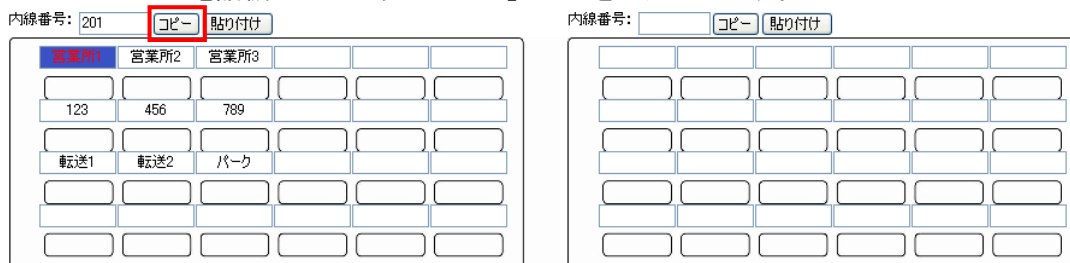 内線番号: 201 コピー 貼り付け 内線番号: コピー 貼り付け
営業所1 営業所2 営業所3
123 456 789
転送1 転送2 パーク